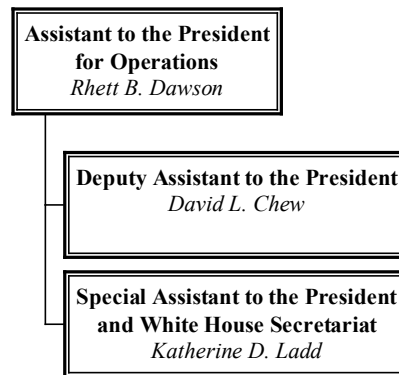 Assistant to the President
for Operations
Rhett B. Dawson
Deputy Assistant to the President
David L. Chew
Special Assistant to the President
and White House Secretariat
Katherine D. Ladd